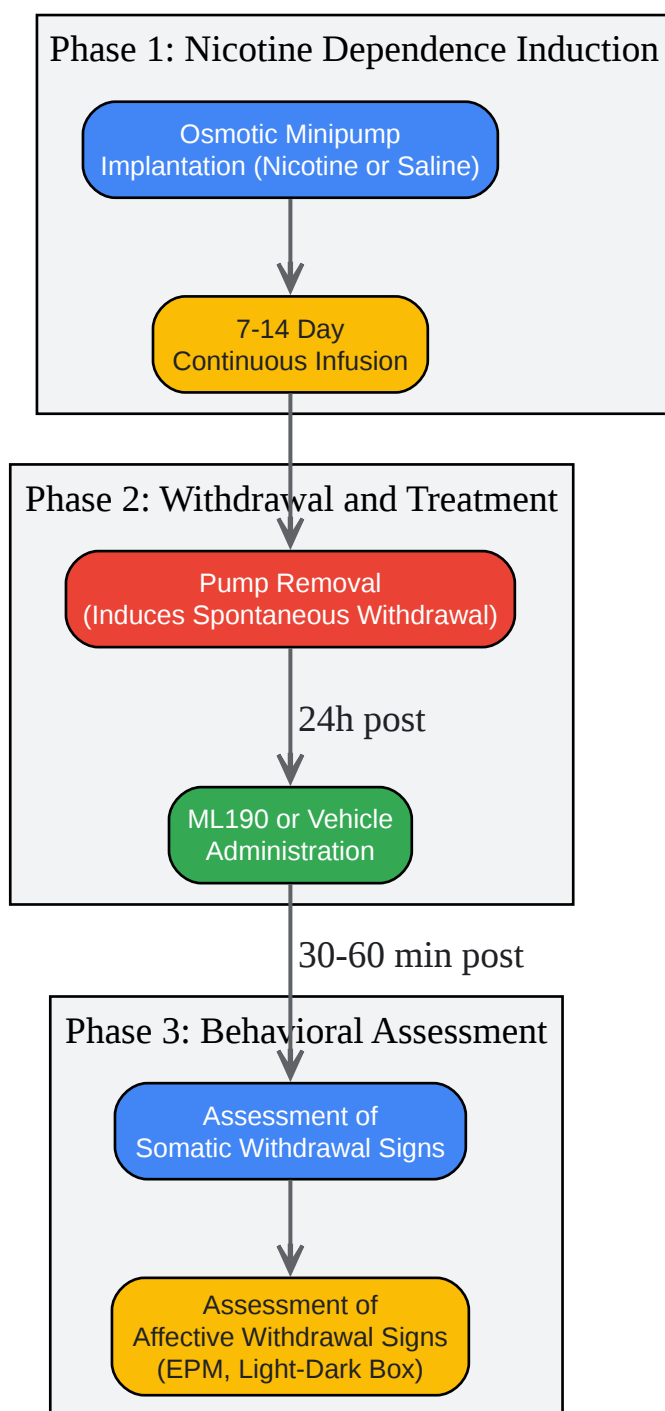 Phase 1: Nicotine Dependence Induction
Osmotic Minipump
Implantation (Nicotine or Saline)
7-14 Day
Continuous Infusion
Phase 2: Withdrawal and Treatment
Pump Removal
(Induces Spontaneous Withdrawal)
24h post
ML190 or Vehicle
Administration
30-60 min post
Phase 3: Behavioral Assessment
Assessment of
Somatic Withdrawal Signs
Assessment of
Affective Withdrawal Signs
(EPM, Light-Dark Box)